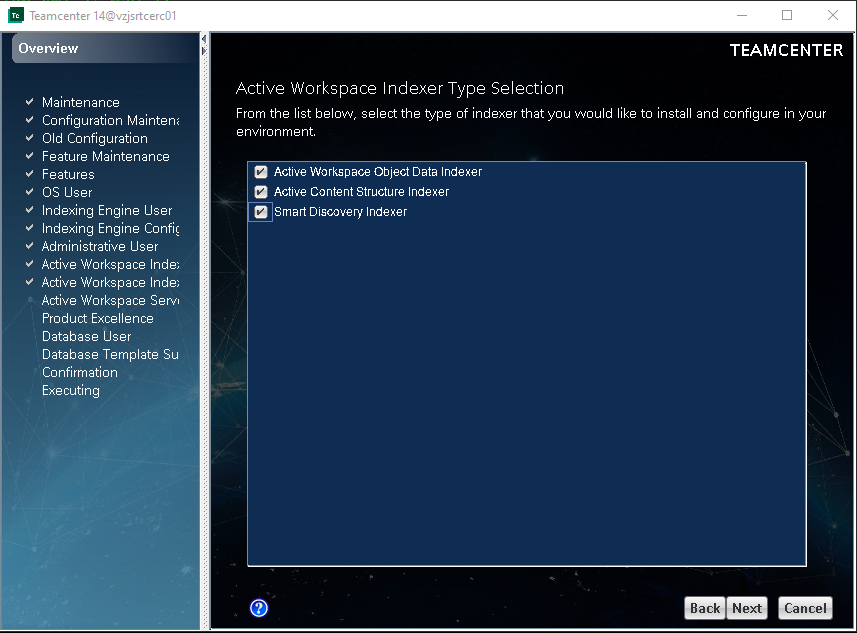 Tc Teamcenter 14@vzjsrtcerc01
Overview
Maintenance
Configuration Maintena
Old Configuration
Feature Maintenance
Features
OS User
Indexing Engine User
Indexing Engine Config
Administrative User
Active Workspace Index
Active Workspace Index
Active Workspace Serve
Product Excellence
Database User
Database Template Su
Confirmation
Executing
TEAMCENTER
Active Workspace Indexer Type Selection
From the list below, select the type of indexer that you would like to install and configure in your
environment.
Active Workspace Object Data Indexer
Active Content Structure Indexer
Smart Discovery Indexer
?
Back Next Cancel